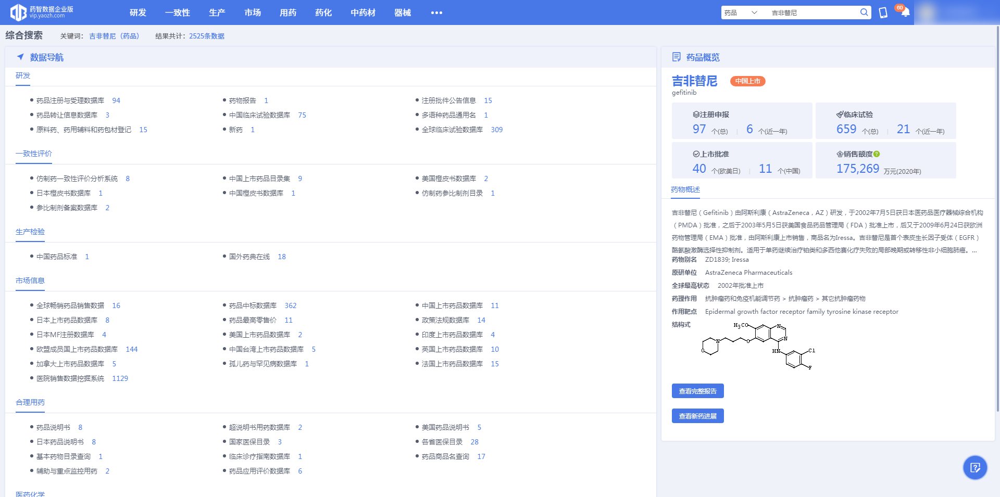 药智数据企业版
vip.yaozh.com
研发 一致性 生产 市场 用药 药化 中药材 器械 •••
药品 吉非替尼 60
综合搜索 关键词： 吉非替尼（药品） 结果共计：2525条数据
数据导航
研发
药品注册与受理数据库 94 药物报告 1 注册批件公告信息 15
药品转让信息数据库 3 中国临床试验数据库 75 多语种药品通用名 1
原料药、药用辅料和药包材登记 15 新药 1 全球临床试验数据库 309
一致性评价
仿制药一致性评价分析系统 8 中国上市药品目录集 9 美国橙皮书数据库 2
日本橙皮书数据库 1 中国橙皮书数据库 1 仿制药参比制剂目录 1
参比制剂备案数据库 2
生产检验
中国药品标准 1 国外药典在线 18
市场信息
全球畅销药品销售数据 16 药品中标数据库 362 中国上市药品数据库 11
日本上市药品数据库 8 药品最高零售价 11 政策法规数据库 14
日本MF注册数据库 4 美国上市药品数据库 2 印度上市药品数据库 4
欧盟成员国上市药品数据库 144 中国台湾上市药品数据库 5 英国上市药品数据库 10
加拿大上市药品数据库 5 孤儿药与罕见病数据库 1 法国上市药品数据库 15
医院销售数据挖掘系统 1129
合理用药
药品说明书 8 超说明书用药数据库 2 美国药品说明书 5
日本药品说明书 8 国家医保目录 3 各省医保目录 28
基本药物目录查询 1 临床诊疗指南数据库 1 药品商品名查询 17
辅助与重点监控用药 2 药品应用评价数据库 6
医药化学
药品概览
吉非替尼 中国上市
gefitinib
注册申报 临床试验
97 个(总) | 6 个(近一年) 659 个(总) | 21 个(近一年)
上市批准 销售额度?
40 个(欧美日) | 11 个(中国) 175,269 万元(2020年)
药物概述
吉非替尼（Gefitinib）由阿斯利康（AstraZeneca，AZ）研发，于2002年7月5日获日本医药品医疗器械综合机构
（PMDA）批准，之后于2003年5月5日获美国食品药品管理局（FDA）批准上市，后又于2009年6月24日获欧洲
药物管理局（EMA）批准，由阿斯利康上市销售，商品名为Iressa。吉非替尼是首个表皮生长因子受体（EGFR）
酪氨酸激酶选择性抑制剂。适用于单药继续治疗铂类和多西他赛化疗失败的局部晚期或转移性非小细胞肺癌。...
药物别名 ZD1839; Iressa
原研单位 AstraZeneca Pharmaceuticals
全球最高状态 2002年批准上市
药理作用 抗肿瘤药和免疫机能调节药 > 抗肿瘤药 > 其它抗肿瘤药物
作用靶点 Epidermal growth factor receptor family tyrosine kinase receptor
结构式
H₃CO N
N O N
O
HN Cl
F
查看完整报告
查看新药进展